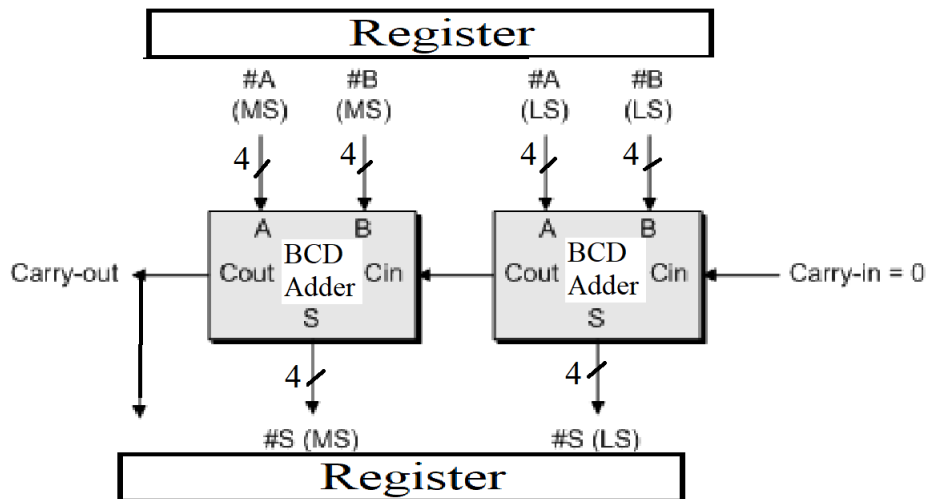 Register
#A #B #A #B
(MS) (MS) (LS) (LS)
4 4 4 4
A B A B
Carry-out Cout BCD Adder Cin Cout BCD Adder Cin Carry-in = 0
S S
4 4
#S (MS) #S (LS)
Register